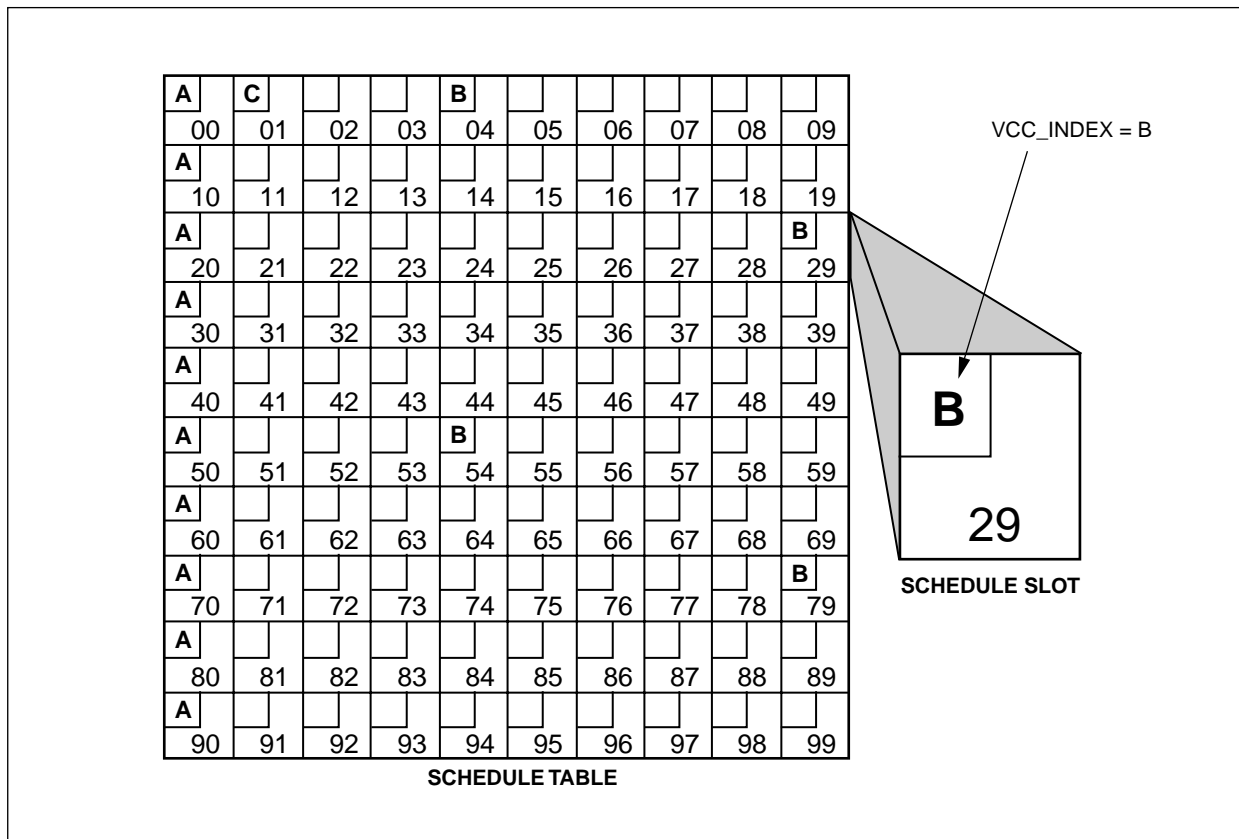 A C B
00 01 02 03 04 05 06 07 08 09
VCC_INDEX = B
A
10 11 12 13 14 15 16 17 18 19
A B
20 21 22 23 24 25 26 27 28 29
A
30 31 32 33 34 35 36 37 38 39
A
40 41 42 43 44 45 46 47 48 49
A B
50 51 52 53 54 55 56 57 58 59
A
60 61 62 63 64 65 66 67 68 69
A B
70 71 72 73 74 75 76 77 78 79
A
80 81 82 83 84 85 86 87 88 89
A
90 91 92 93 94 95 96 97 98 99
SCHEDULE TABLE
B
29
SCHEDULE SLOT